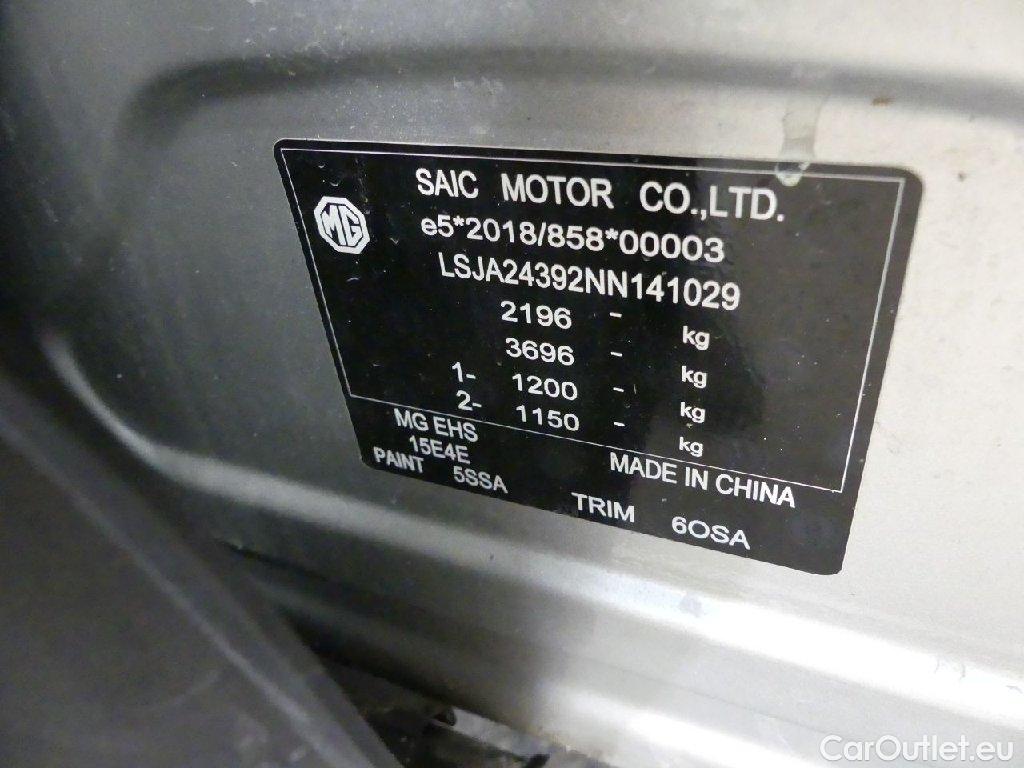 SAIC MOTOR CO.,LTD.
MG
e5*2018/858*00003
LSJA24392NN141029
2196 - kg
3696 - kg
1- 1200 - kg
2- 1150 - kg
MG EHS
15E4E MADE IN CHINA
PAINT 5SSA TRIM 6OSA
CarOutlet.eu